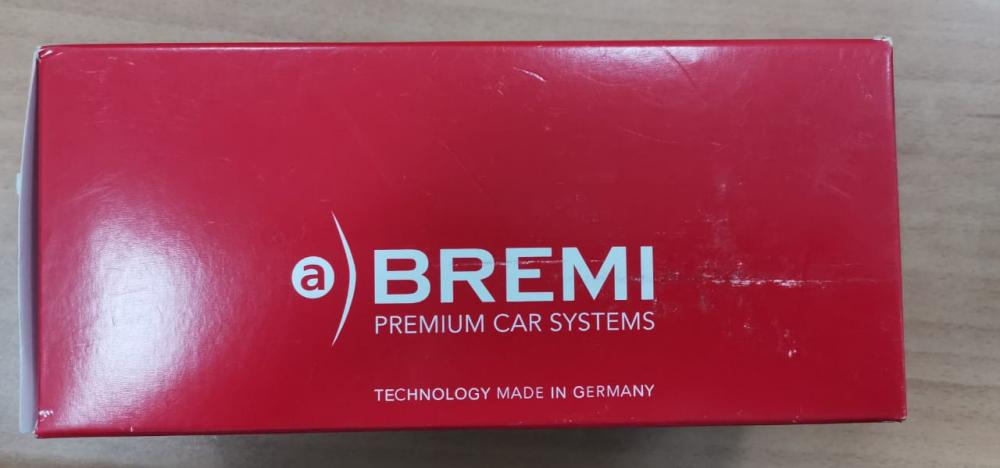 a) BREMI
PREMIUM CAR SYSTEMS
TECHNOLOGY MADE IN GERMANY